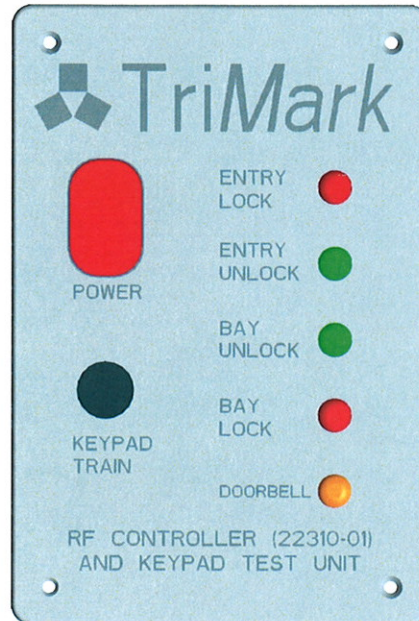 TriMark
ENTRY
LOCK
ENTRY
UNLOCK
POWER
BAY
UNLOCK
BAY
LOCK
KEYPAD
TRAIN
DOORBELL
RF CONTROLLER (22310-01)
AND KEYPAD TEST UNIT